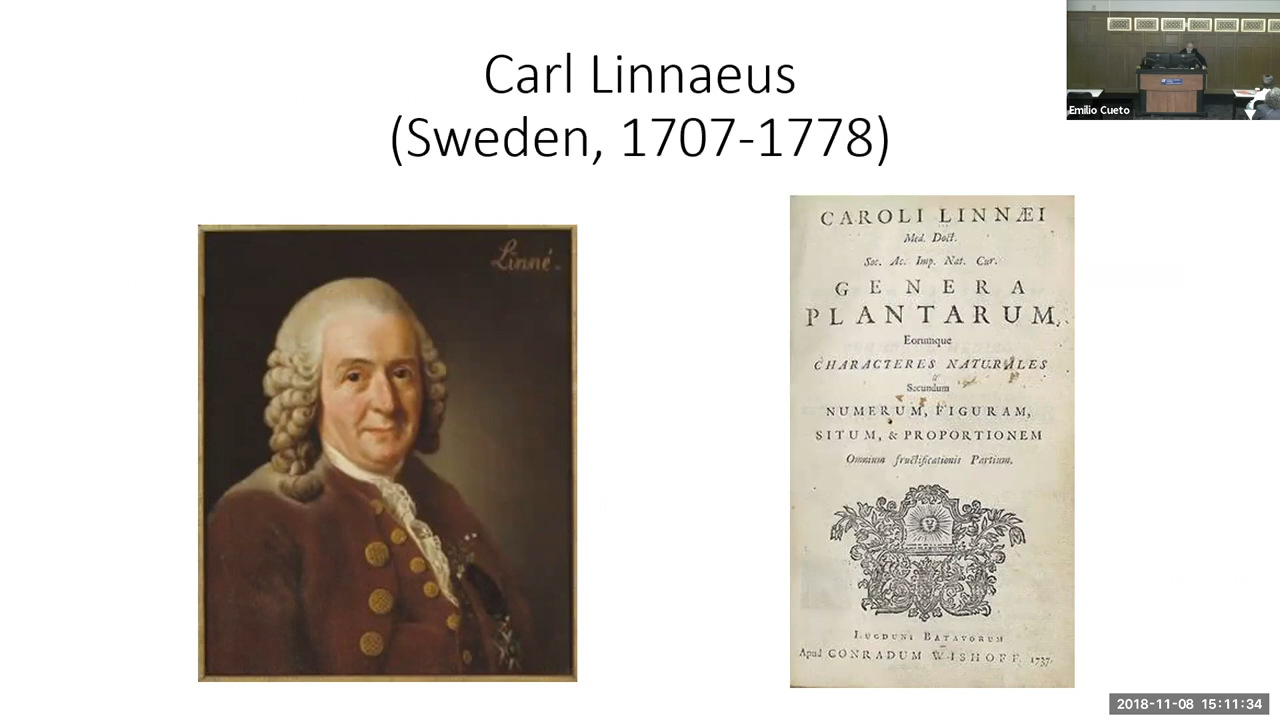 Carl Linnaeus
(Sweden, 1707-1778)
Emilio Cueto
Linné.
CAROLI LINNÆI
Med. Doct.
Soc. Ac. Imp. Nat. Cur.
GENERA
PLANTARUM,
Eorumque
CHARACTERES NATURALES
Secundum
NUMERUM, FIGURAM,
SITUM, & PROPORTIONEM
Omnium fructificationis Partium.
LUGDUNI BATAVORUM
Apud CONRADUM WISHOFF. 1737.
2018-11-08 15:11:34